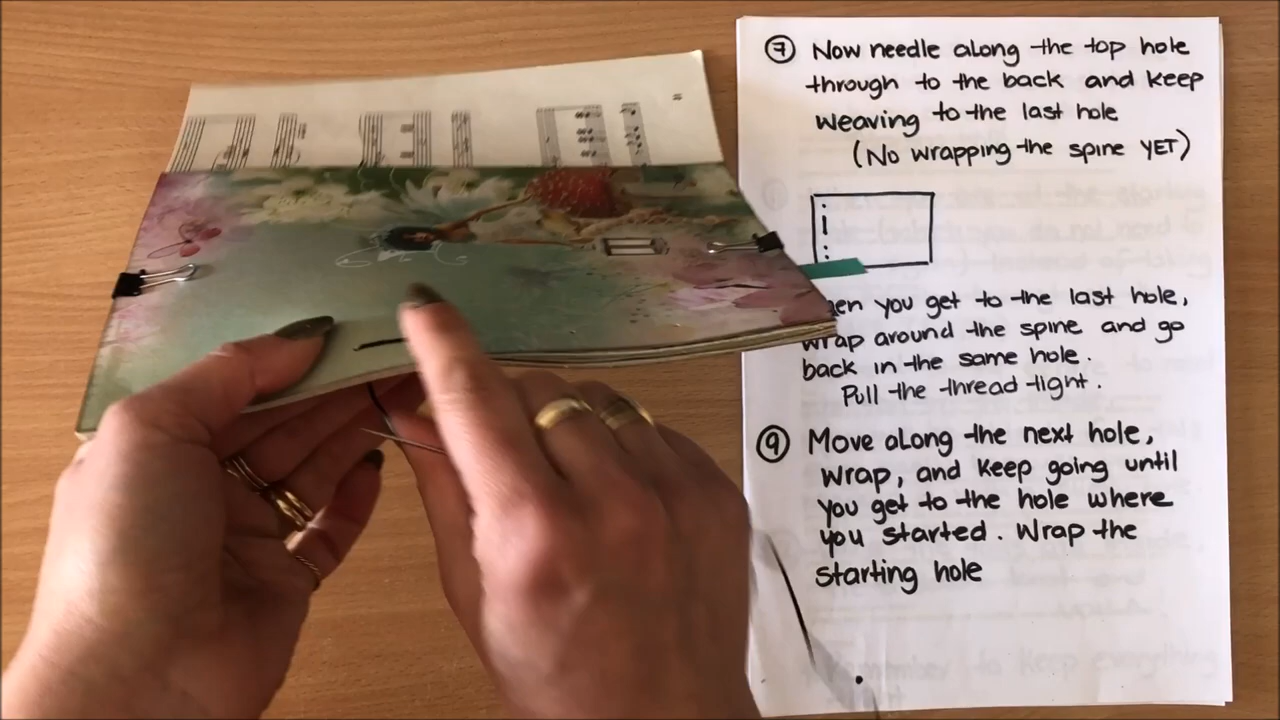 ⑦ Now needle along the top hole
through to the back and keep
weaving to the last hole
(No wrapping the spine YET)
en you get to the last hole,
wrap around the spine and go
back in the same hole.
Pull the thread tight.
⑨ Move along the next hole,
wrap, and keep going until
you get to the hole where
you started. Wrap the
starting hole